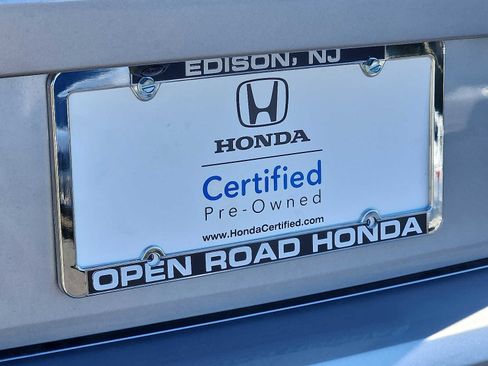 EDISON, NJ
HONDA
Certified
Pre-Owned
www.HondaCertified.com
OPEN ROAD HONDA